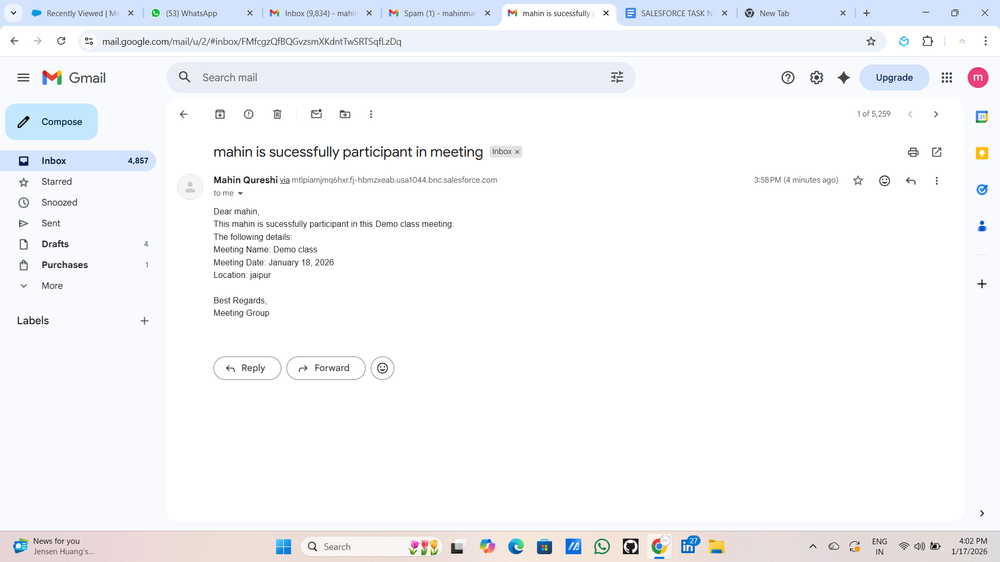 Recently Viewed | Me
(53) WhatsApp
Inbox (9,834) - mahin
Spam (1) - mahinmal
mahin is sucessfully p
SALESFORCE TASK N
New Tab
mail.google.com/mail/u/2/#inbox/FMfcgzQfBQGvzsmXKdntTwSRTSqfLzDq
Gmail
Search mail
Upgrade
m
Compose
1 of 5,259
31
Inbox 4,857
Starred
Snoozed
Sent
Drafts 4
Purchases 1
More
Labels
mahin is sucessfully participant in meeting Inbox ×
Mahin Qureshi via mtlpiamjmq6hxr.fj-hbmzxeab.usa1044.bnc.salesforce.com
3:58 PM (4 minutes ago)
to me
Dear mahin,
This mahin is sucessfully participant in this Demo class meeting.
The following details:
Meeting Name: Demo class
Meeting Date: January 18, 2026
Location: jaipur
Best Regards,
Meeting Group
Reply
Forward
News for you
Jensen Huang's...
Search
27
ENG
IN
4:02 PM
1/17/2026